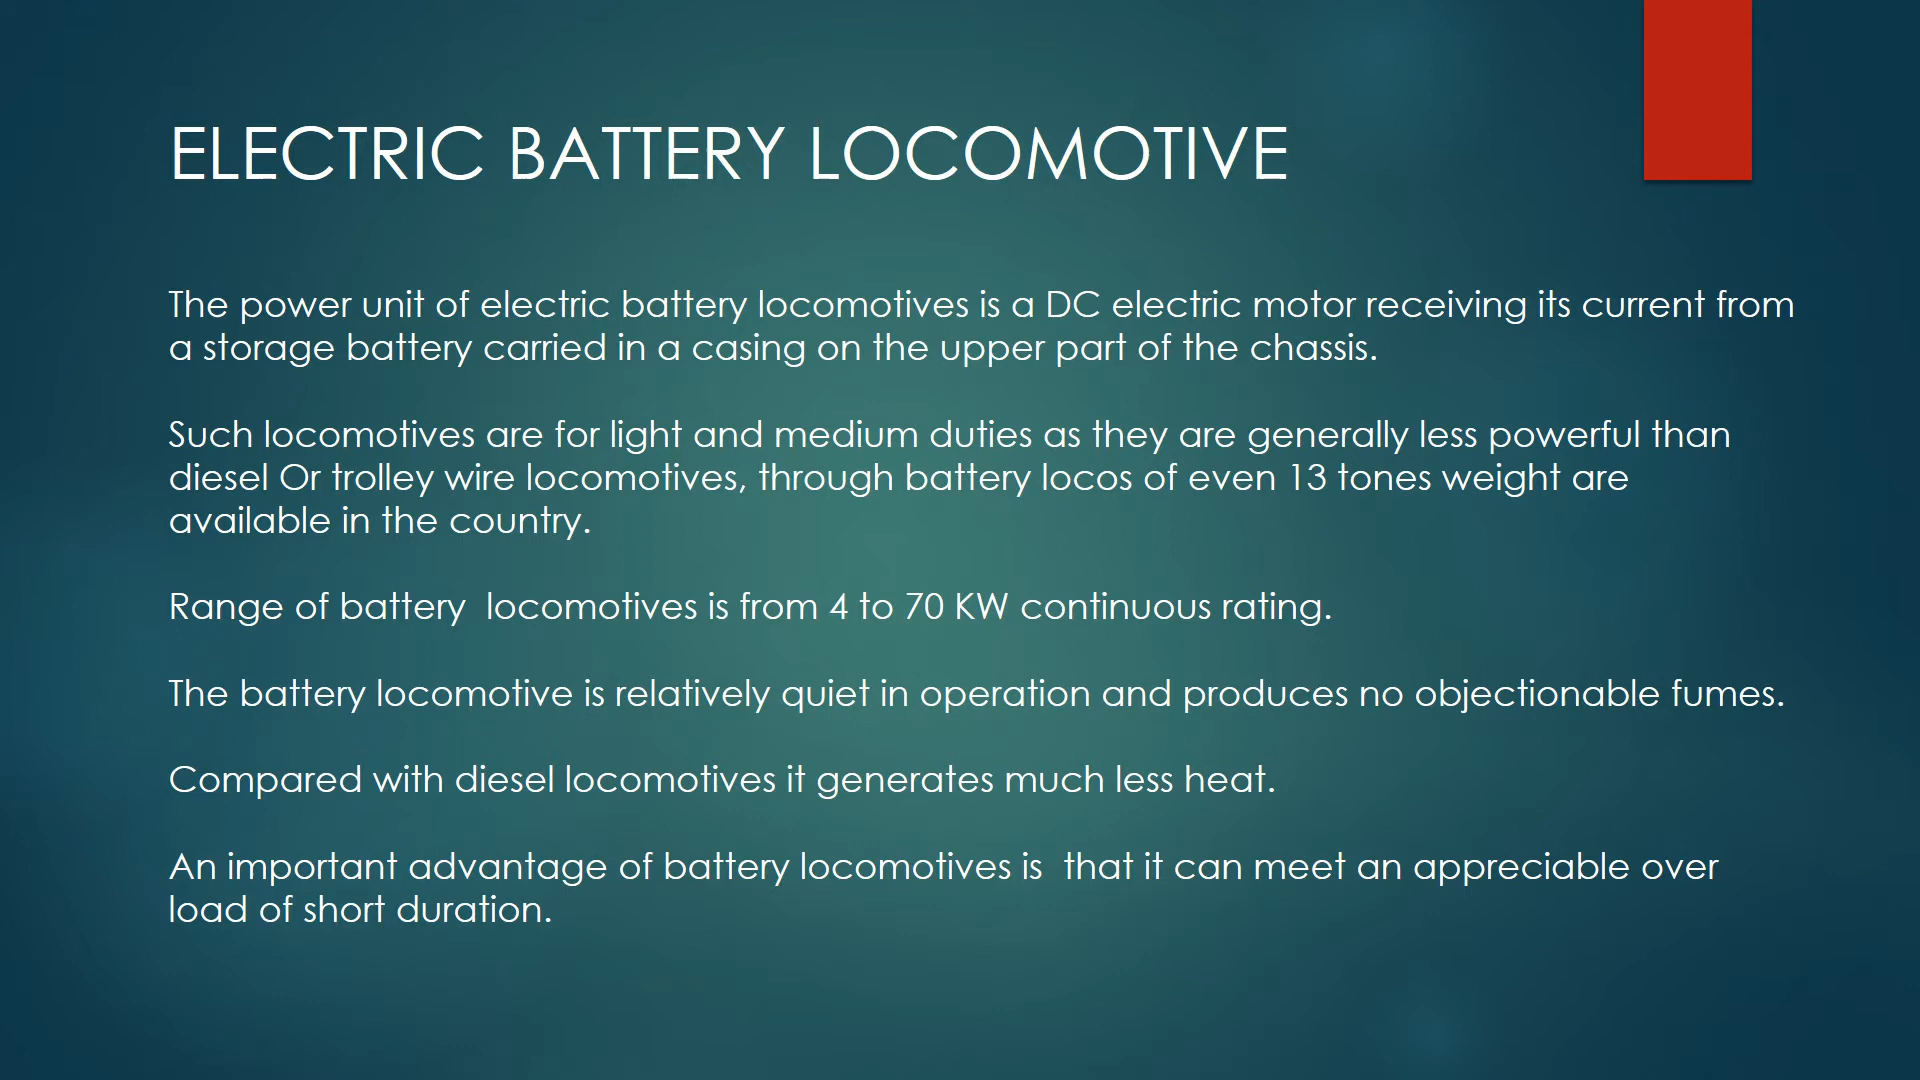 ELECTRIC BATTERY LOCOMOTIVE
The power unit of electric battery locomotives is a DC electric motor receiving its current from
a storage battery carried in a casing on the upper part of the chassis.
Such locomotives are for light and medium duties as they are generally less powerful than
diesel Or trolley wire locomotives, through battery locos of even 13 tones weight are
available in the country.
Range of battery  locomotives is from 4 to 70 KW continuous rating.
The battery locomotive is relatively quiet in operation and produces no objectionable fumes.
Compared with diesel locomotives it generates much less heat.
An important advantage of battery locomotives is  that it can meet an appreciable over
load of short duration.